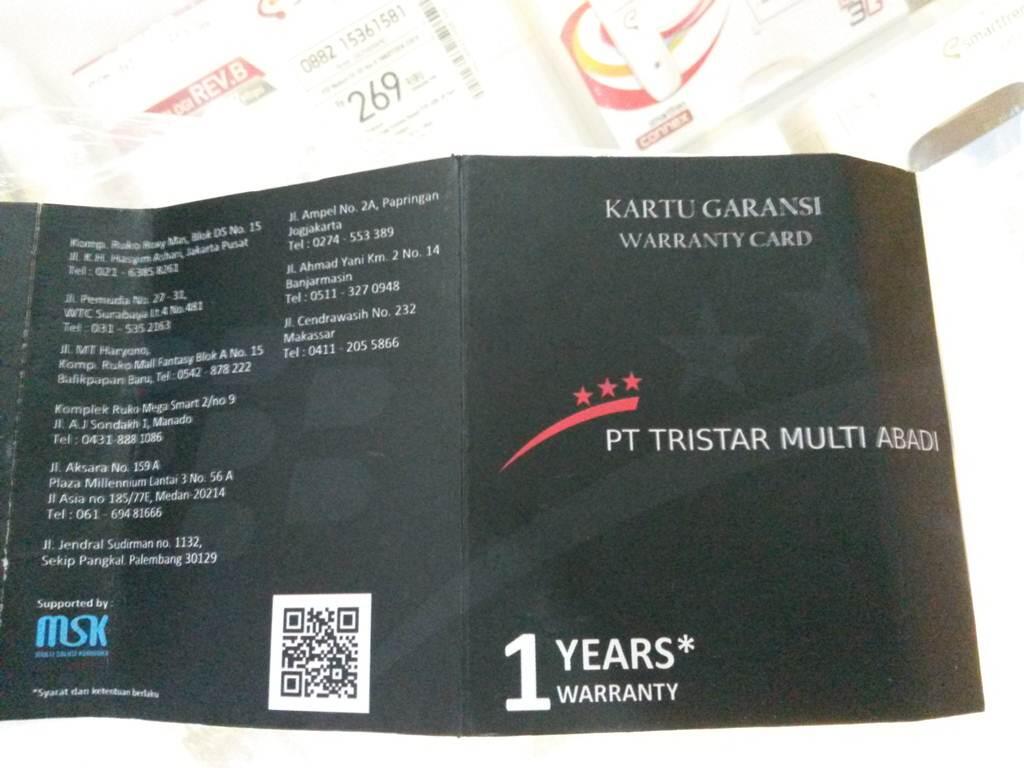 REV.B
0882 15361581
269
smartfren
connex
3G
Komp. Ruko Roxy Mas, Blok D5 No. 15
Jl. K.H. Hasyim Ashari, Jakarta Pusat
Tel : 021 - 6385 8261
Jl. Pemuda No. 27 - 31,
WTC Surabaya Lt.4 No.481
Tel : 031 - 535 2163
Jl. MT Haryono,
Komp. Ruko Mall Fantasy Blok A No. 15
Balikpapan Baru, Tel : 0542 - 878 222
Komplek Ruko Mega Smart 2/no 9
Jl. A.J Sondakh 1, Manado
Tel : 0431-888 1086
Jl. Aksara No. 159 A
Plaza Millennium Lantai 3 No. 56 A
Jl Asia no 185/77E, Medan-20214
Tel : 061 - 694 81666
Jl. Jendral Sudirman no. 1132,
Sekip Pangkal. Palembang 30129
Jl. Ampel No. 2A, Papringan
Jogjakarta
Tel : 0274 - 553 389
Jl. Ahmad Yani Km. 2 No. 14
Banjarmasin
Tel : 0511 - 327 0948
Jl. Cendrawasih No. 232
Makassar
Tel : 0411 - 205 5866
Supported by :
MSK
*Syarat dan ketentuan berlaku
KARTU GARANSI
WARRANTY CARD
PT TRISTAR MULTI ABADI
1 YEARS*
WARRANTY